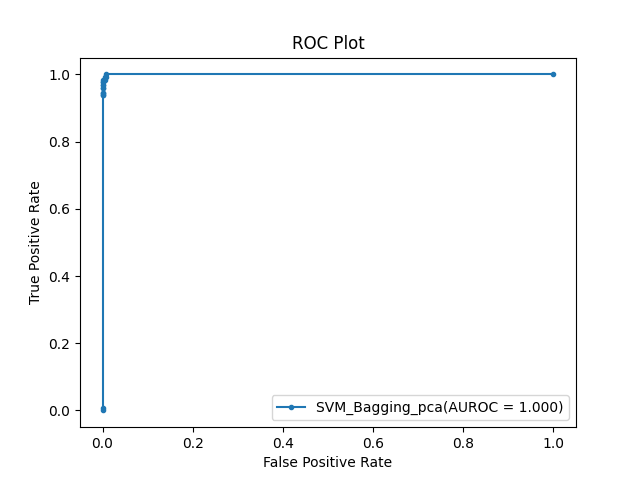 ROC Plot
1.0
0.8
0.6
0.4
0.2
0.0
True Positive Rate
SVM_Bagging_pca(AUROC = 1.000)
0.0 0.2 0.4 0.6 0.8 1.0
False Positive Rate